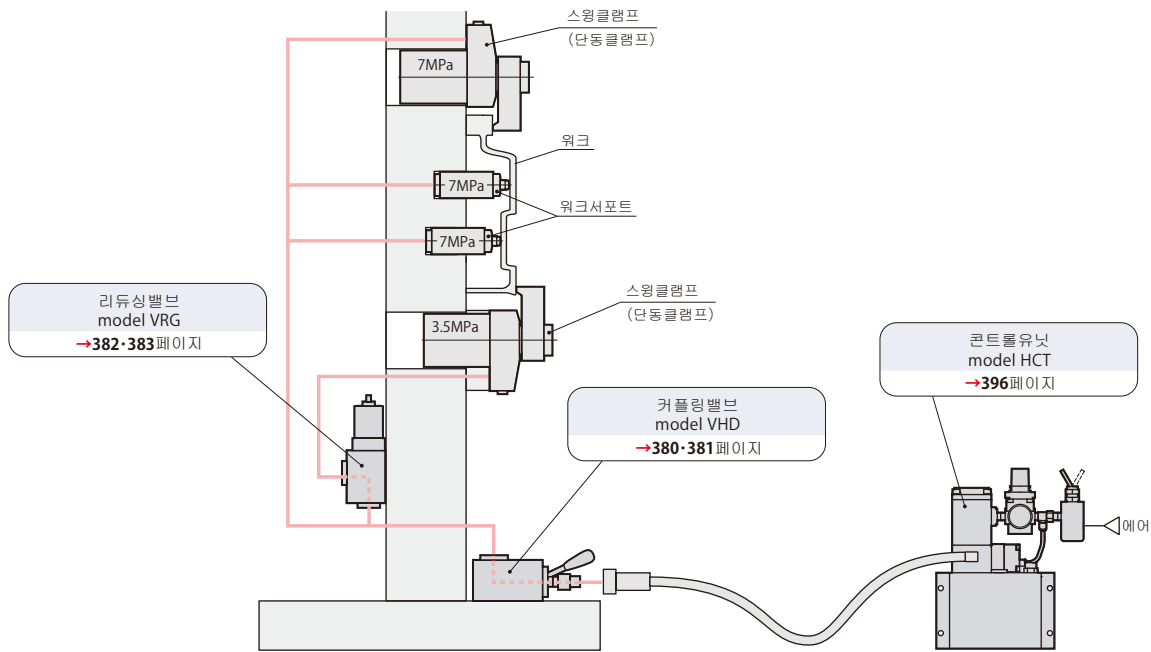 스윙클램프
(단동클램프)
7MPa
워크
7MPa
워크서포트
7MPa
리듀싱밸브
model VRG
→382·383페이지
스윙클램프
(단동클램프)
3.5MPa
콘트롤유닛
model HCT
→396페이지
커플링밸브
model VHD
→380·381페이지
에어